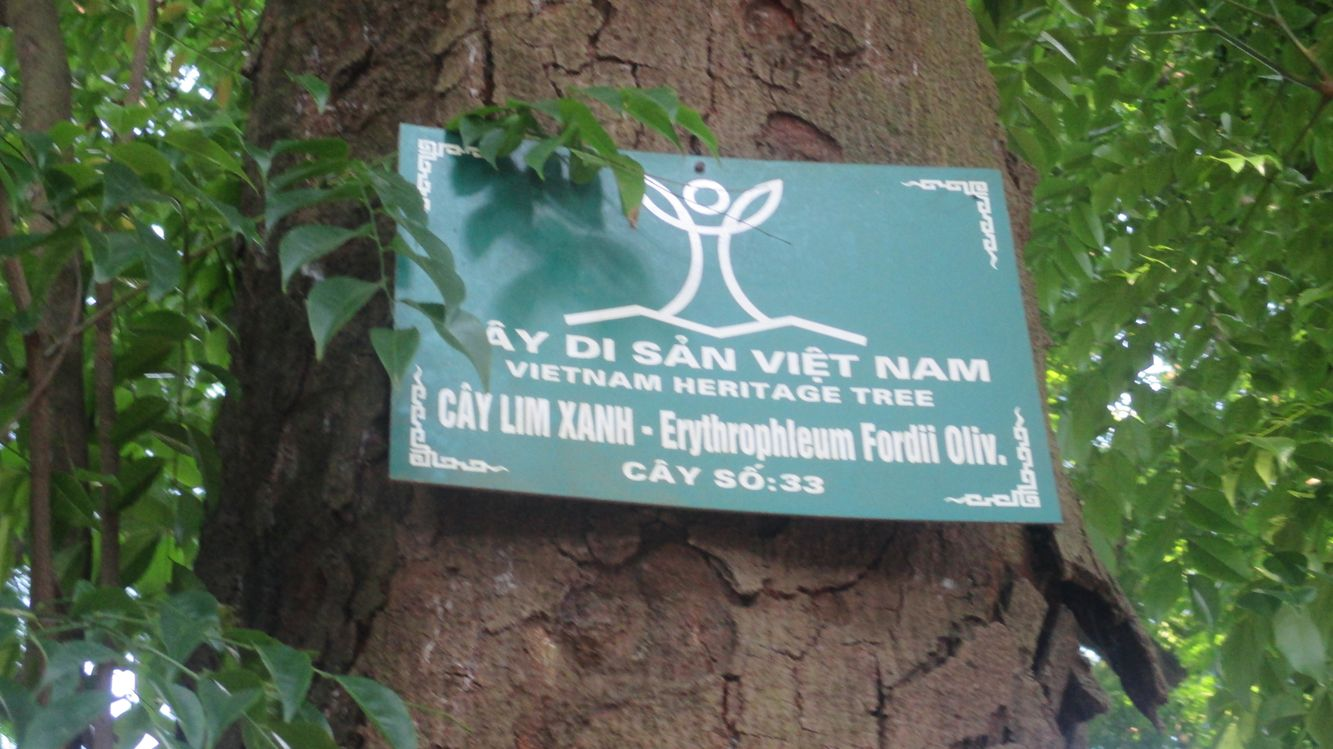 ÂY DI SẢN VIỆT NAM
VIETNAM HERITAGE TREE
CÂY LIM XANH - Erythrophleum Fordii Oliv.
CÂY SỐ:33